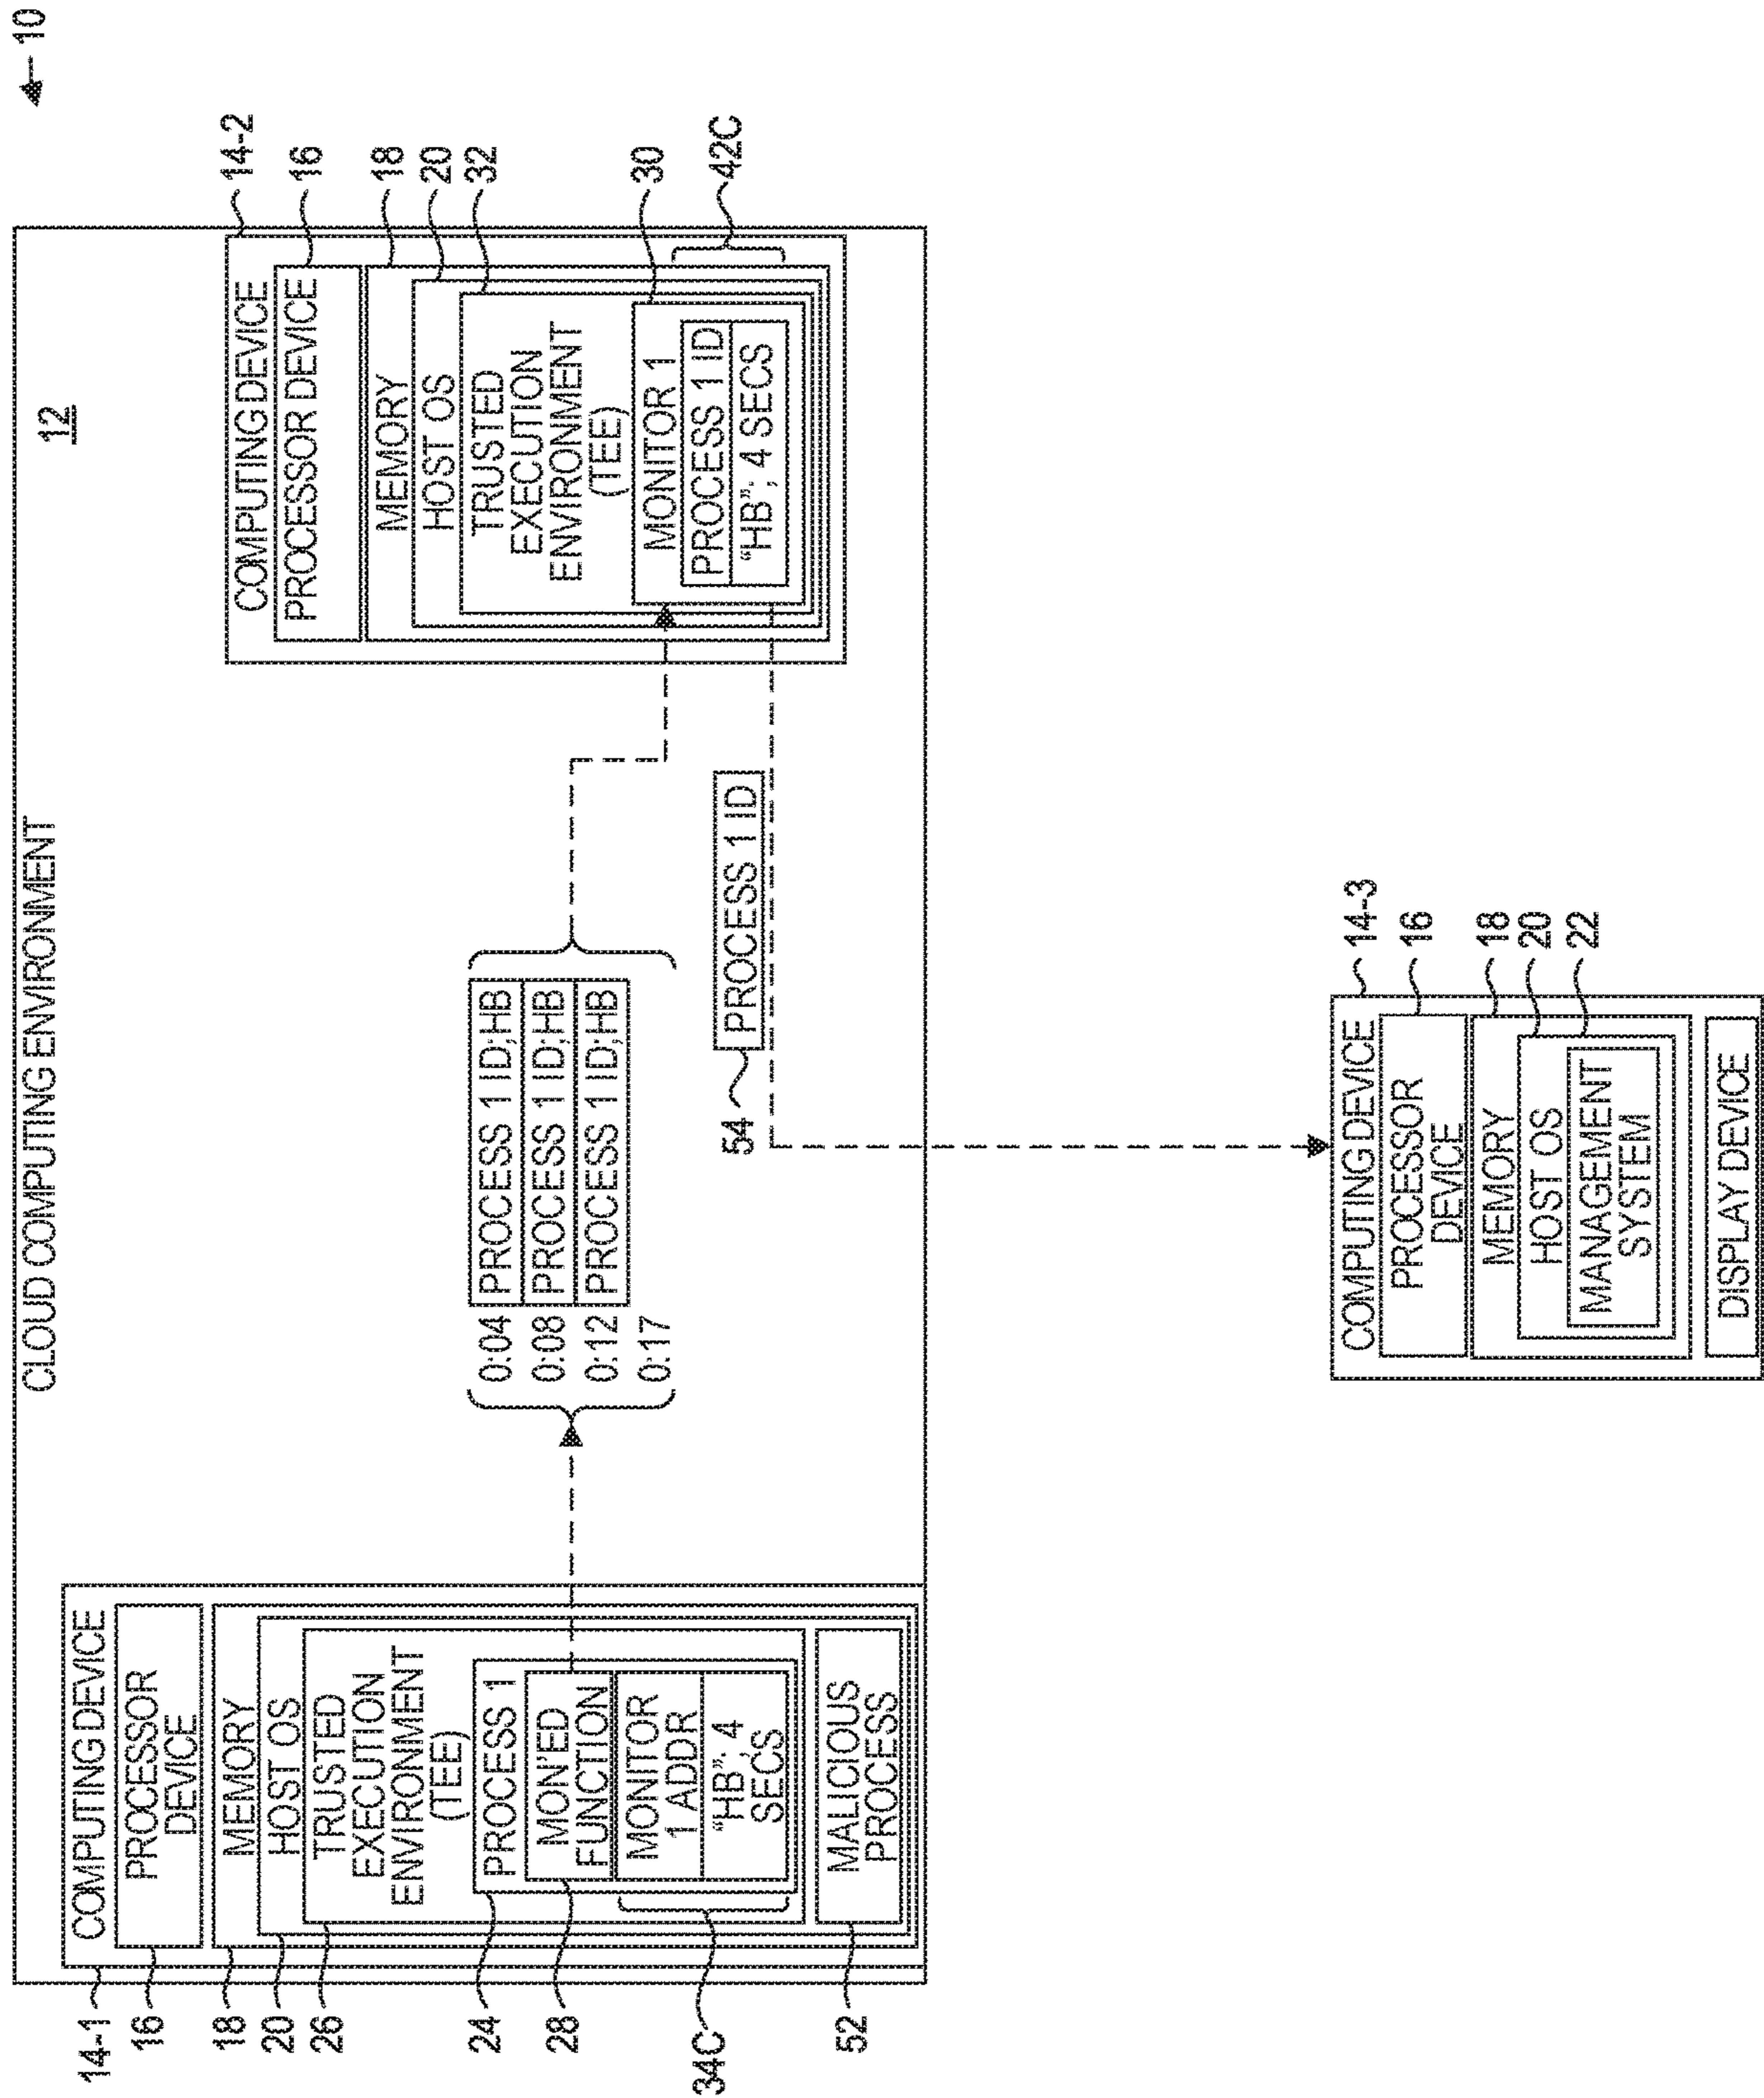 10
CLOUD COMPUTING ENVIRONMENT
12
14-1
COMPUTING DEVICE
16
PROCESSOR
DEVICE
18
MEMORY
20
HOST OS
26
TRUSTED
EXECUTION
ENVIRONMENT
(TEE)
24
PROCESS 1
28
MON'ED
FUNCTION
34C
MONITOR
1 ADDR
"HB"; 4
SECS
52
MALICIOUS
PROCESS
0:04 PROCESS 1 ID;HB
0:08 PROCESS 1 ID;HB
0:12 PROCESS 1 ID;HB
0:17
54
PROCESS 1 ID
COMPUTING DEVICE
14-2
PROCESSOR DEVICE
16
MEMORY
18
HOST OS
20
TRUSTED
EXECUTION
ENVIRONMENT
(TEE)
32
MONITOR 1
30
PROCESS 1 ID
"HB"; 4 SECS
42C
COMPUTING DEVICE
14-3
PROCESSOR
DEVICE
16
MEMORY
18
HOST OS
20
MANAGEMENT
SYSTEM
22
DISPLAY DEVICE